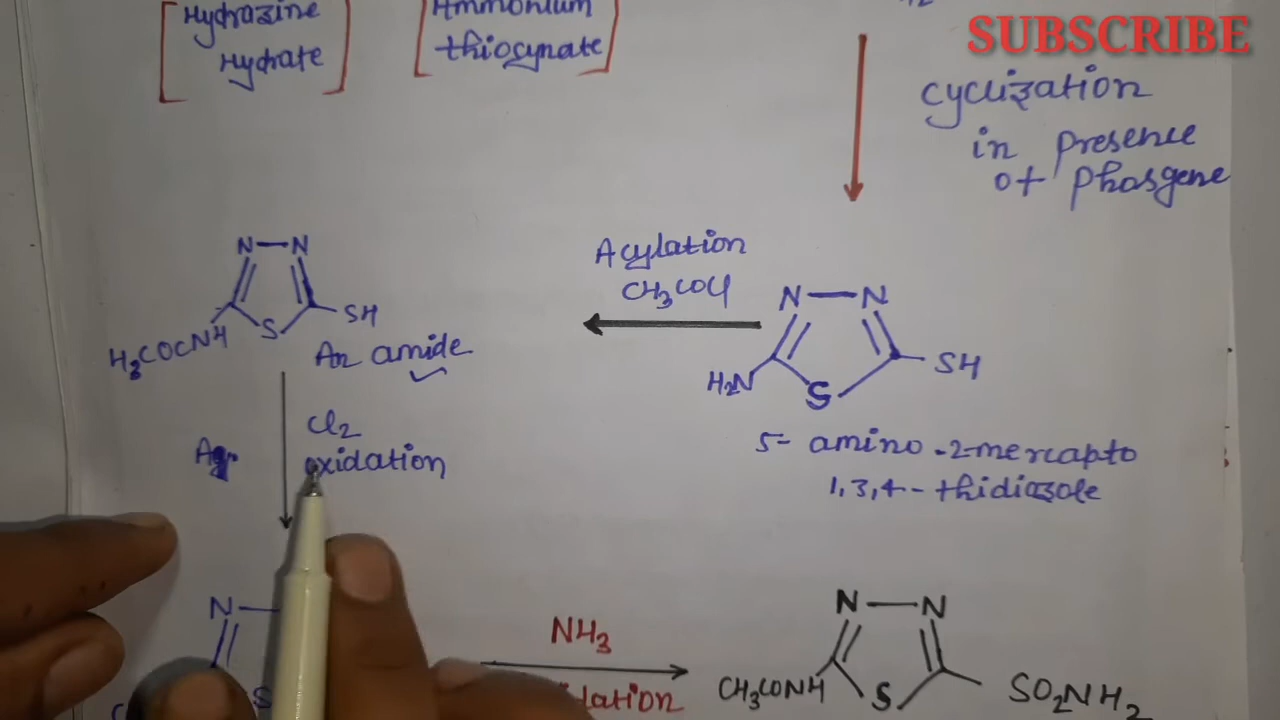 Hydrazine
Hydrate
Ammonium
thiocynate
SUBSCRIBE
cyclization
in presence
of Phosgene
N—N
S
SH
H3COCNH
An amide
Acylation
CH3COCl
N—N
H2N
S
SH
5- amino -2-mercapto
1,3,4-thidiazole
Cl2
oxidation
N
S
NH3
N—N
CH3CONH
S
SO2NH2